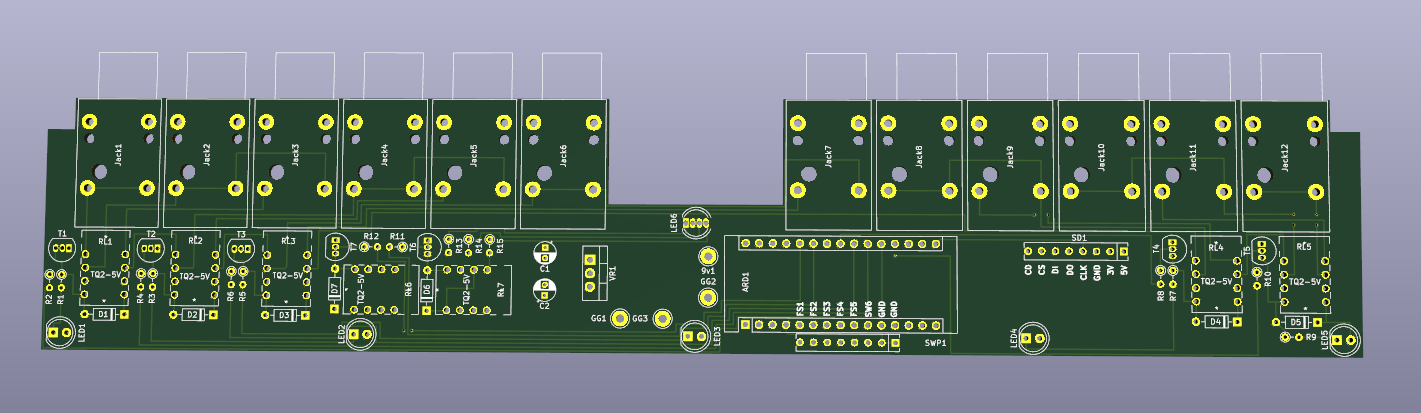 Jack1
Jack2
Jack3
Jack4
Jack5
Jack6
Jack7
Jack8
Jack9
Jack10
Jack11
Jack12
T1
RL1
TQ2-5V
R2
R1
D1
LED1
T2
RL2
TQ2-5V
R4
R3
D2
T3
RL3
TQ2-5V
R6
R5
D3
T7
R12
R11
RL6
TQ2-5V
D7
LED2
T6
R13
R14
R15
RL7
TQ2-5V
D6
C1
C2
VR1
GG1
GG3
LED6
9v1
GG2
LED3
ARD1
FS1
FS2
FS3
FS4
FS5
SW6
GND
GND
SWP1
SD1
CD
CS
DI
DO
CLK
GND
3V
5V
LED4
T4
R8
R7
RL4
TQ2-5V
D4
T5
R10
RL5
TQ2-5V
D5
R9
LED5